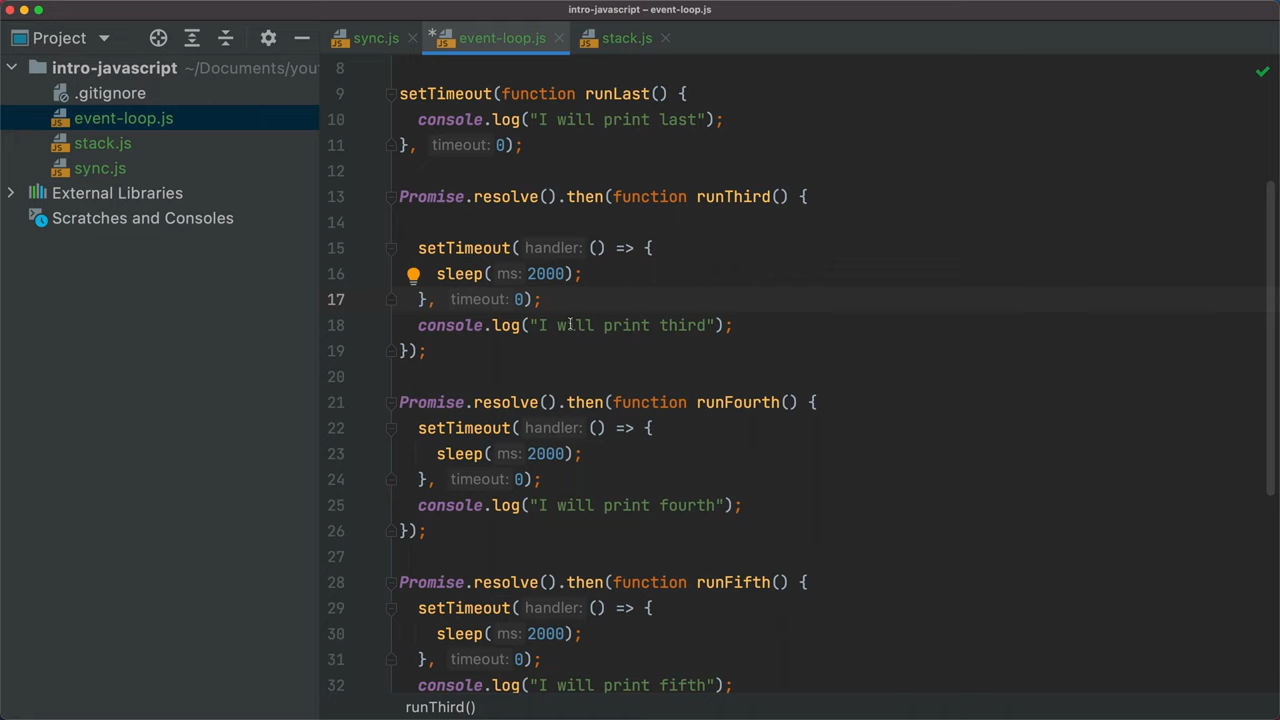 intro-javascript – event-loop.js
Project
sync.js
*event-loop.js
stack.js
intro-javascript ~/Documents/yout
.gitignore
event-loop.js
stack.js
sync.js
External Libraries
Scratches and Consoles
8
9 setTimeout(function runLast() {
10 console.log("I will print last");
11 }, timeout: 0);
12
13 Promise.resolve().then(function runThird() {
14
15 setTimeout( handler: () => {
16 sleep( ms: 2000);
17 }, timeout: 0);
18 console.log("I will print third");
19 });
20
21 Promise.resolve().then(function runFourth() {
22 setTimeout( handler: () => {
23 sleep( ms: 2000);
24 }, timeout: 0);
25 console.log("I will print fourth");
26 });
27
28 Promise.resolve().then(function runFifth() {
29 setTimeout( handler: () => {
30 sleep( ms: 2000);
31 }, timeout: 0);
32 console.log("I will print fifth");
runThird()